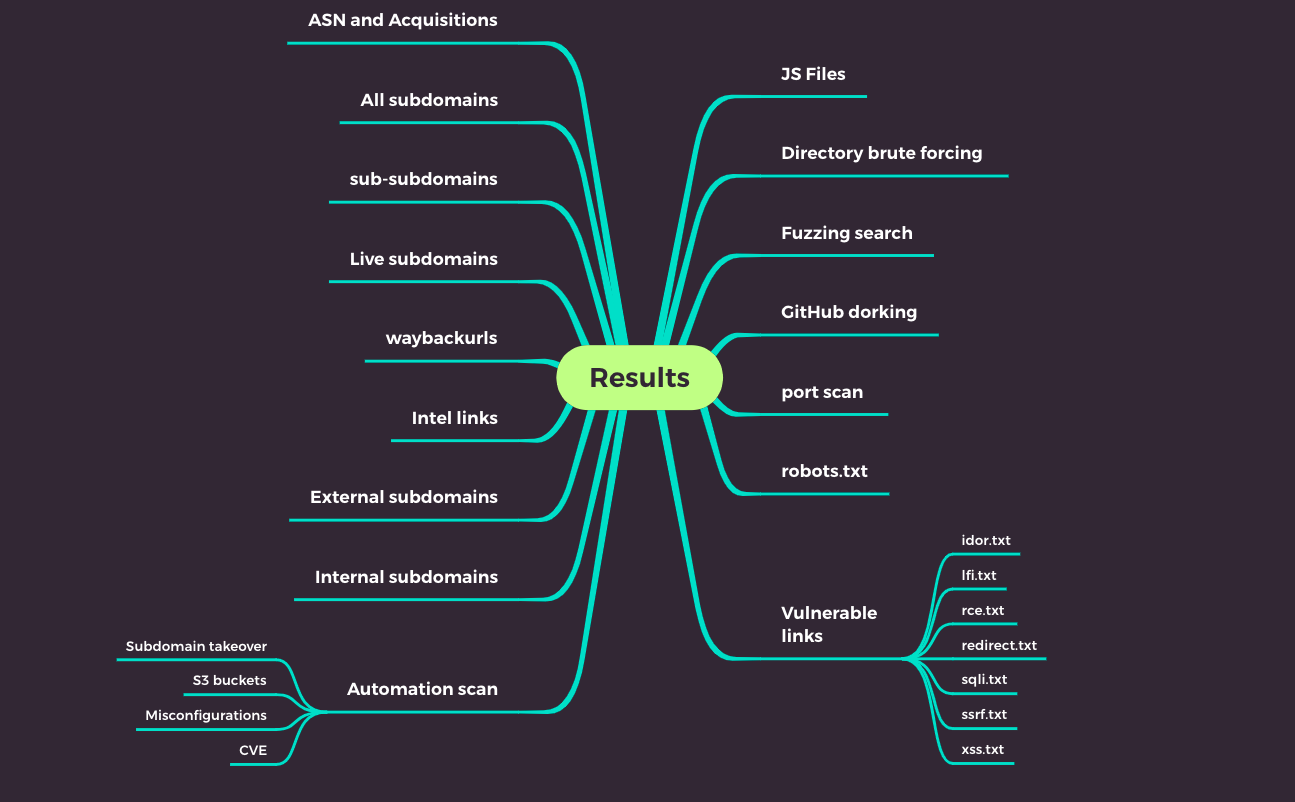 ASN and Acquisitions
All subdomains
sub-subdomains
Live subdomains
waybackurls
Intel links
External subdomains
Internal subdomains
Automation scan
Subdomain takeover
S3 buckets
Misconfigurations
CVE
Results
JS Files
Directory brute forcing
Fuzzing search
GitHub dorking
port scan
robots.txt
Vulnerable
links
idor.txt
lfi.txt
rce.txt
redirect.txt
sqli.txt
ssrf.txt
xss.txt